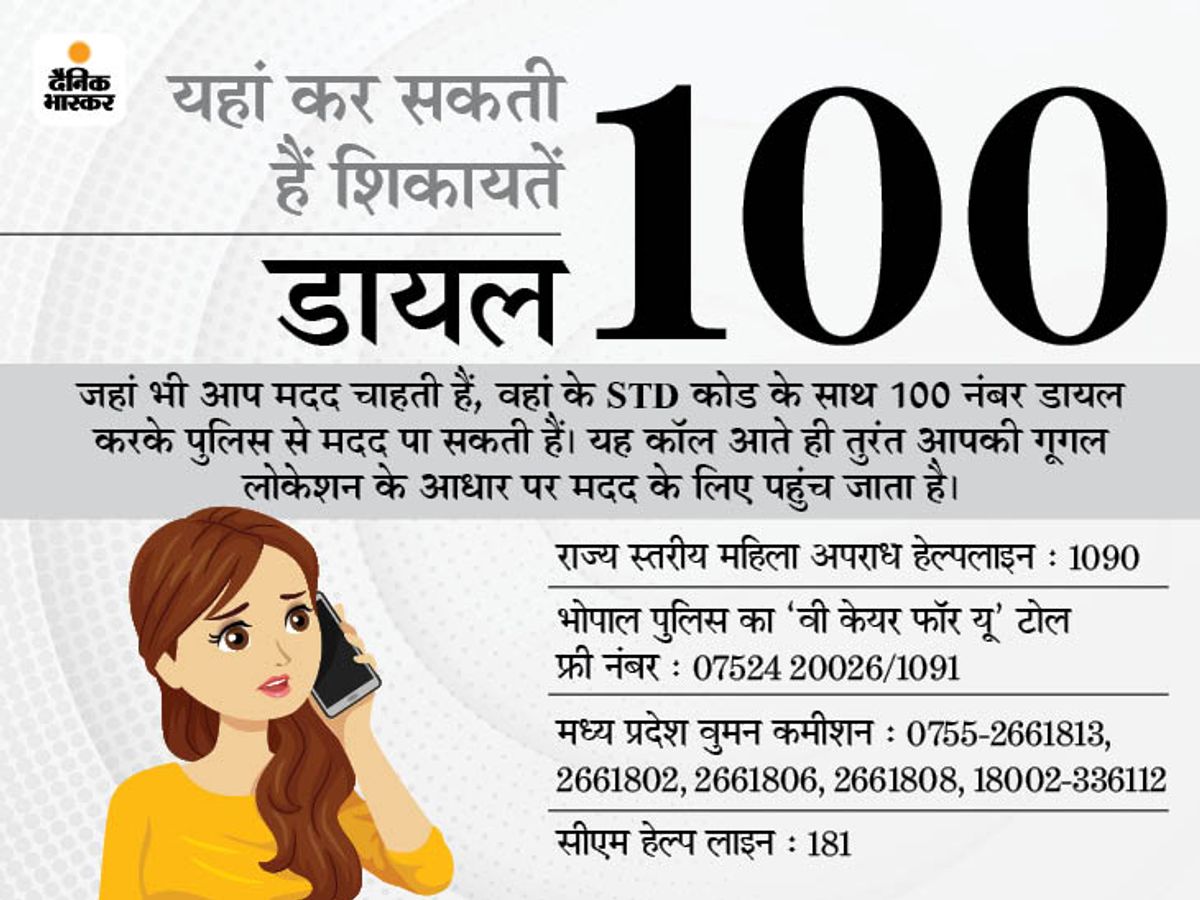 दैनिक
भास्कर
यहां कर सकती
हैं शिकायतें
डायल 100
जहां भी आप मदद चाहती हैं, वहां के STD कोड के साथ 100 नंबर डायल
करके पुलिस से मदद पा सकती हैं। यह कॉल आते ही तुरंत आपकी गूगल
लोकेशन के आधार पर मदद के लिए पहुंच जाता है।
राज्य स्तरीय महिला अपराध हेल्पलाइन : 1090
भोपाल पुलिस का ‘वी केयर फॉर यू’ टोल
फ्री नंबर : 07524 20026/1091
मध्य प्रदेश वुमन कमीशन : 0755-2661813,
2661802, 2661806, 2661808, 18002-336112
सीएम हेल्प लाइन : 181